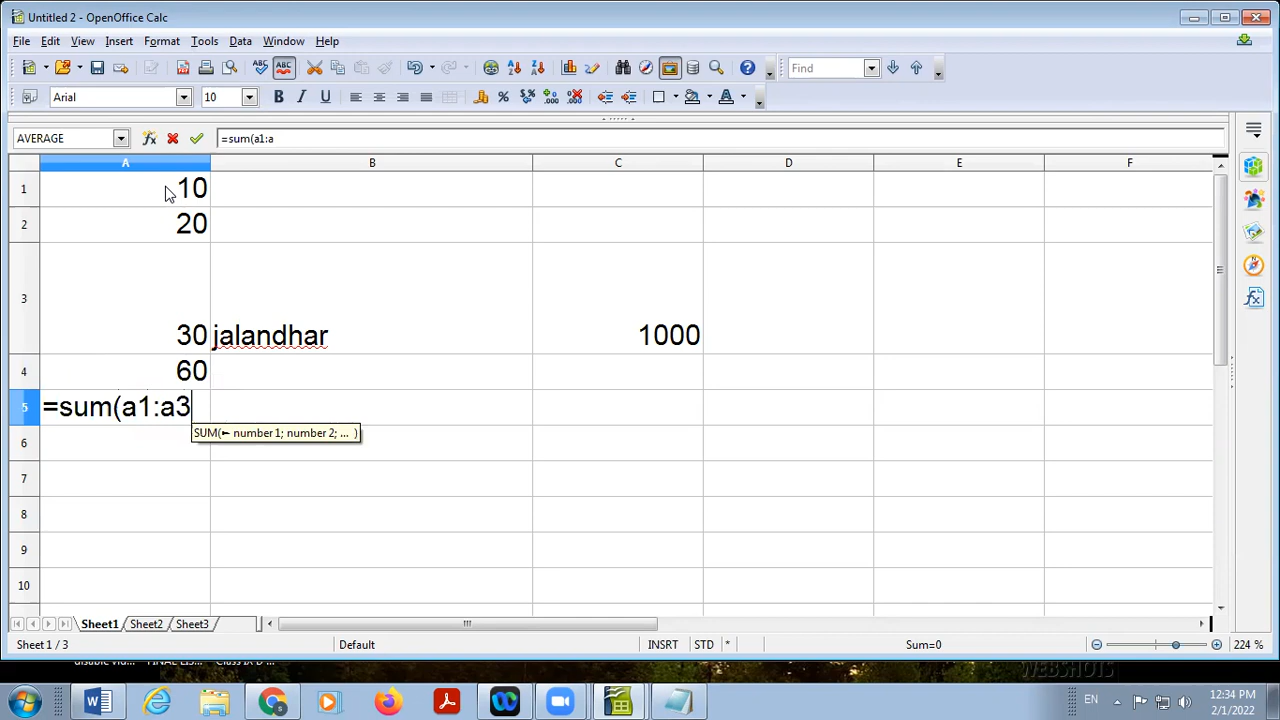 Untitled 2 - OpenOffice Calc
File Edit View Insert Format Tools Data Window Help
Find
Arial 10
AVERAGE =sum(a1:a
A B C D E F
1 10
2 20
3 30 jalandhar 1000
4 60
5 =sum(a1:a3
SUM( number 1; number 2; ... )
6
7
8
9
10
Sheet1 Sheet2 Sheet3
Sheet 1 / 3 Default INSRT STD * Sum=0 224 %
WEBSHOTS
EN 12:34 PM
2/1/2022